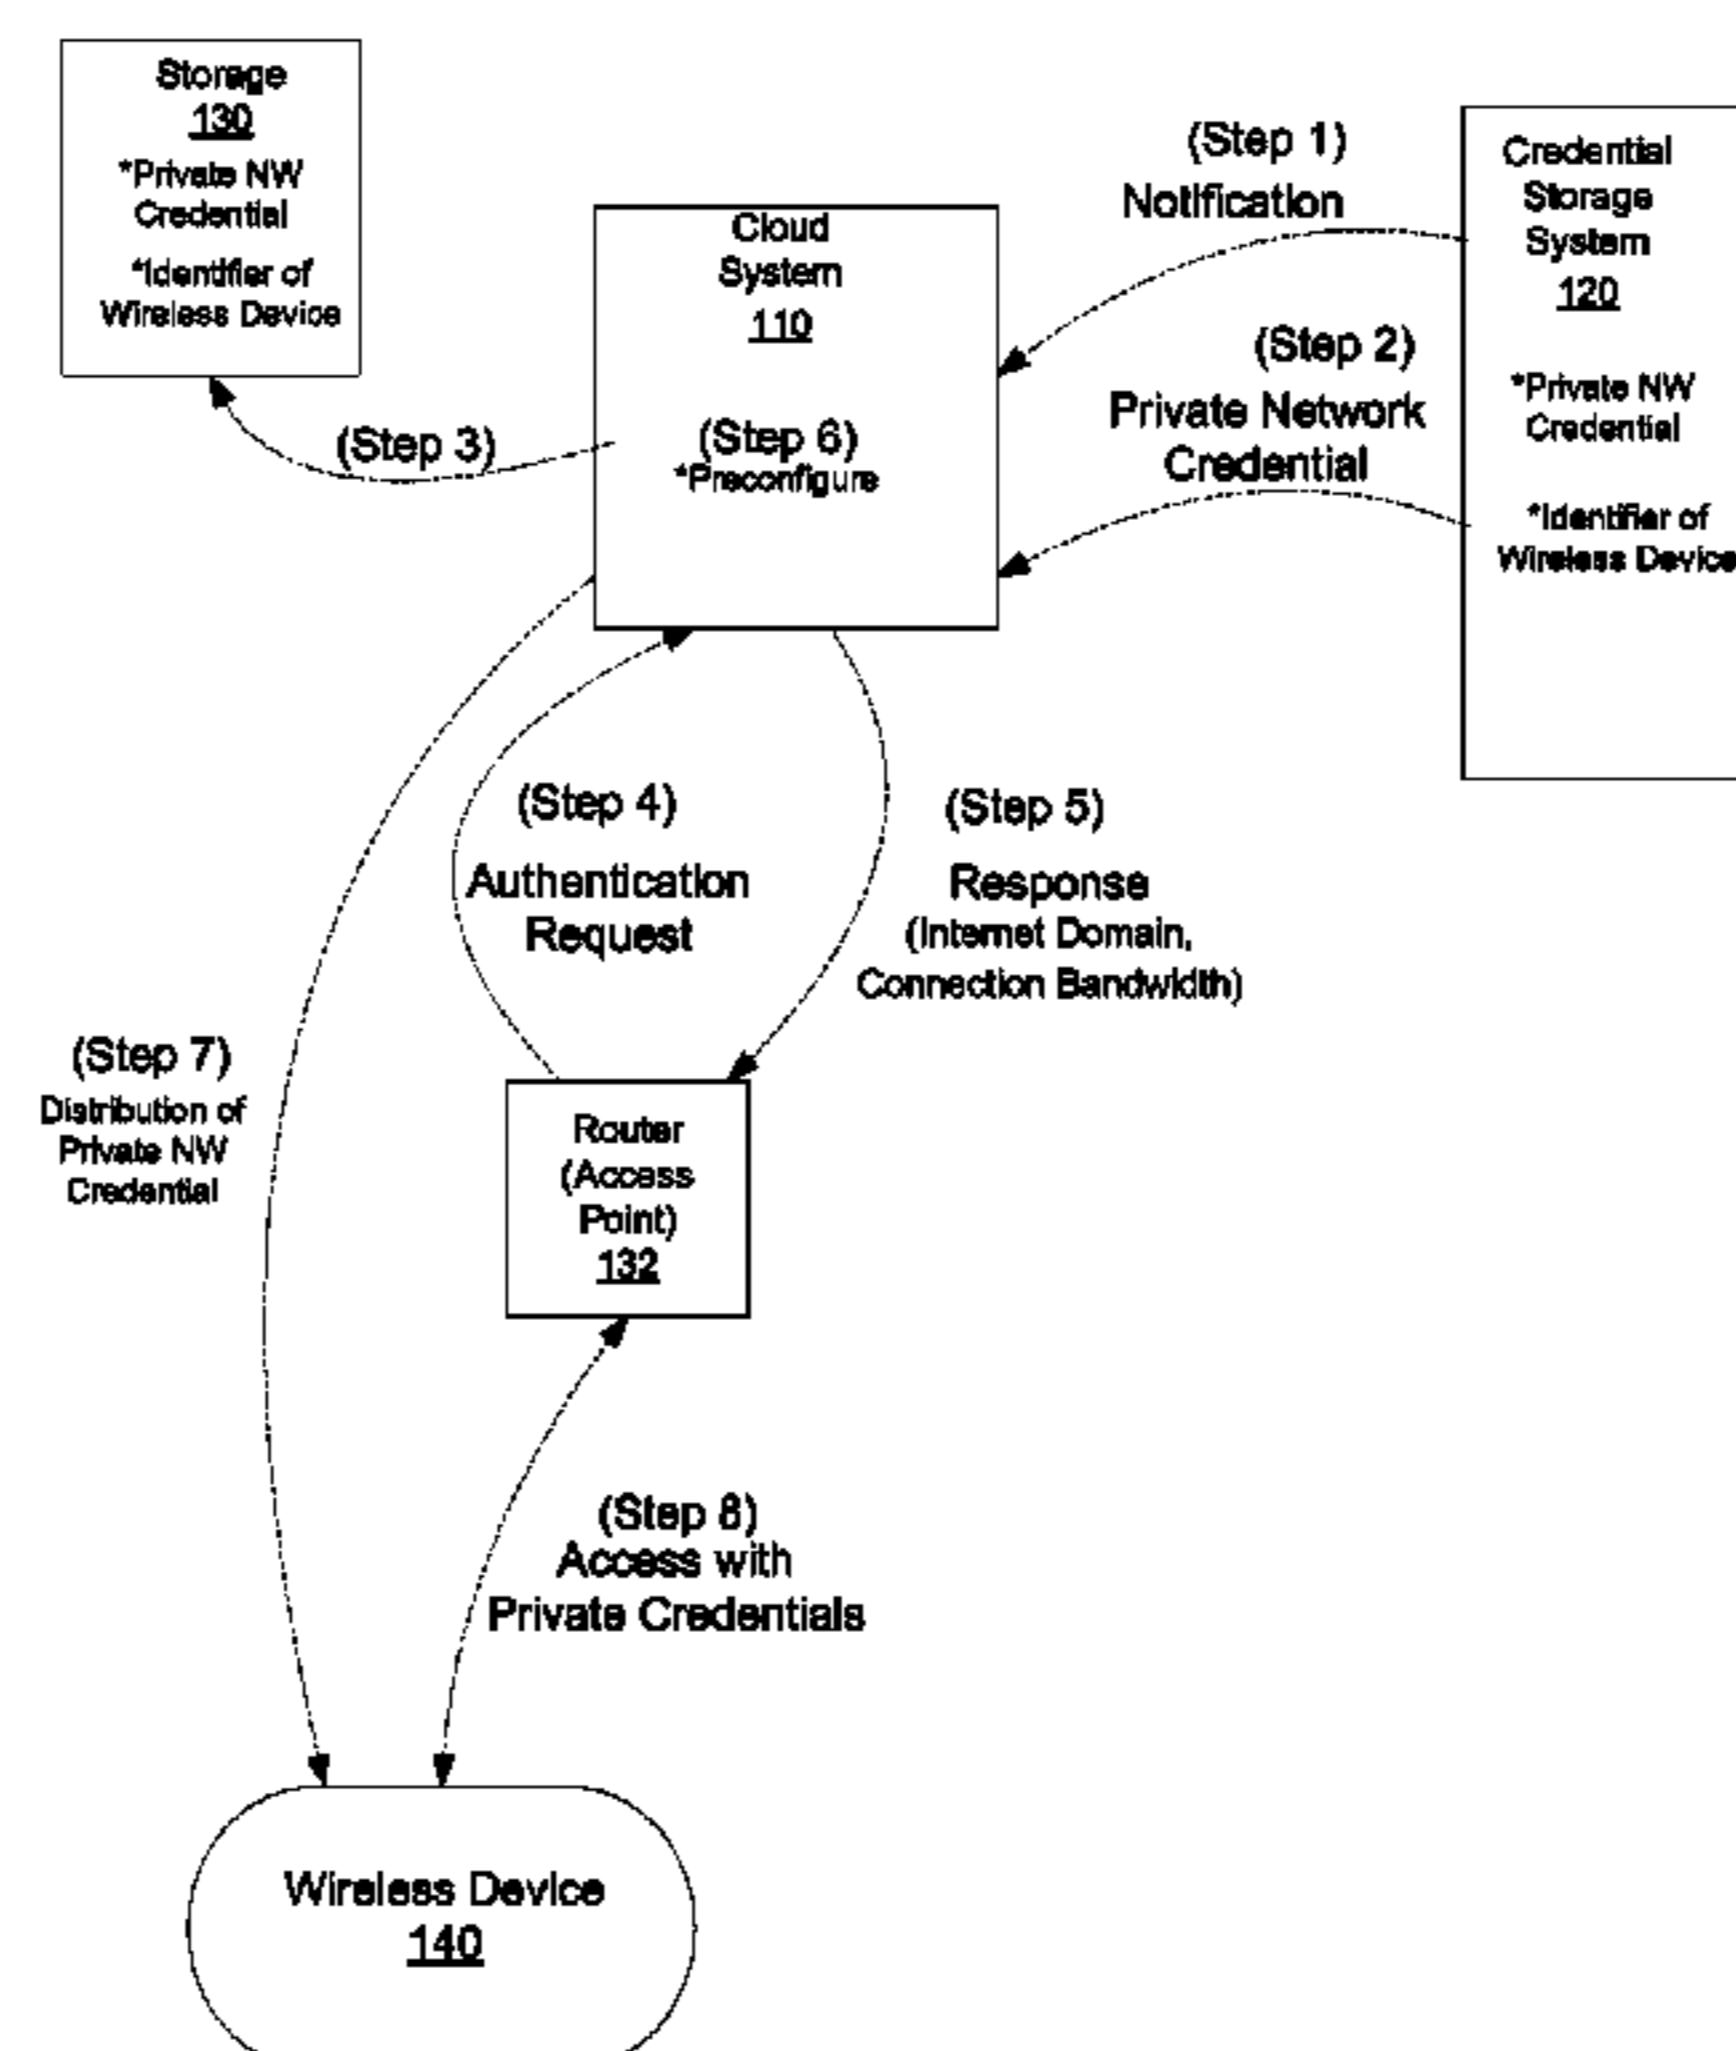 Storage
130
*Private NW
Credential
*Identifier of
Wireless Device
(Step 1)
Notification
Credential
Storage
System
120
*Private NW
Credential
*Identifier of
Wireless Device
Cloud
System
110
(Step 6)
*Preconfigure
(Step 2)
Private Network
Credential
(Step 3)
(Step 4)
Authentication
Request
(Step 5)
Response
(Internet Domain,
Connection Bandwidth)
(Step 7)
Distribution of
Private NW
Credential
Router
(Access
Point)
132
(Step 8)
Access with
Private Credentials
Wireless Device
140